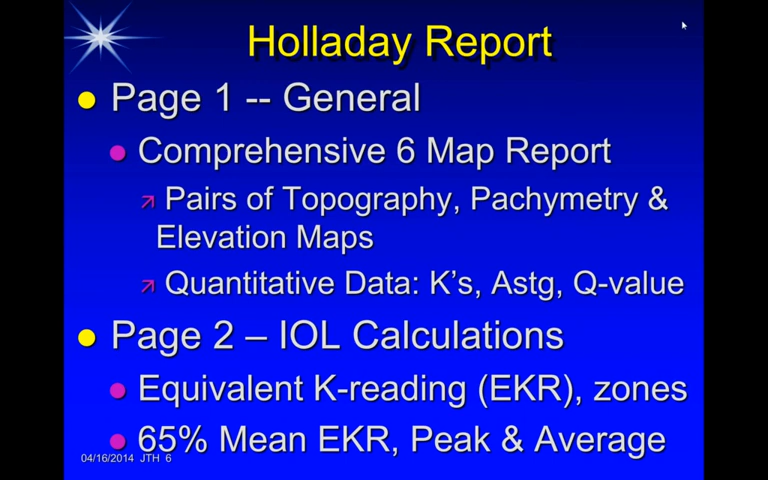 Holladay Report
Page 1 -- General
Comprehensive 6 Map Report
Pairs of Topography, Pachymetry &
Elevation Maps
Quantitative Data: K's, Astg, Q-value
Page 2 – IOL Calculations
Equivalent K-reading (EKR), zones
65% Mean EKR, Peak & Average
04/16/2014 JTH 6